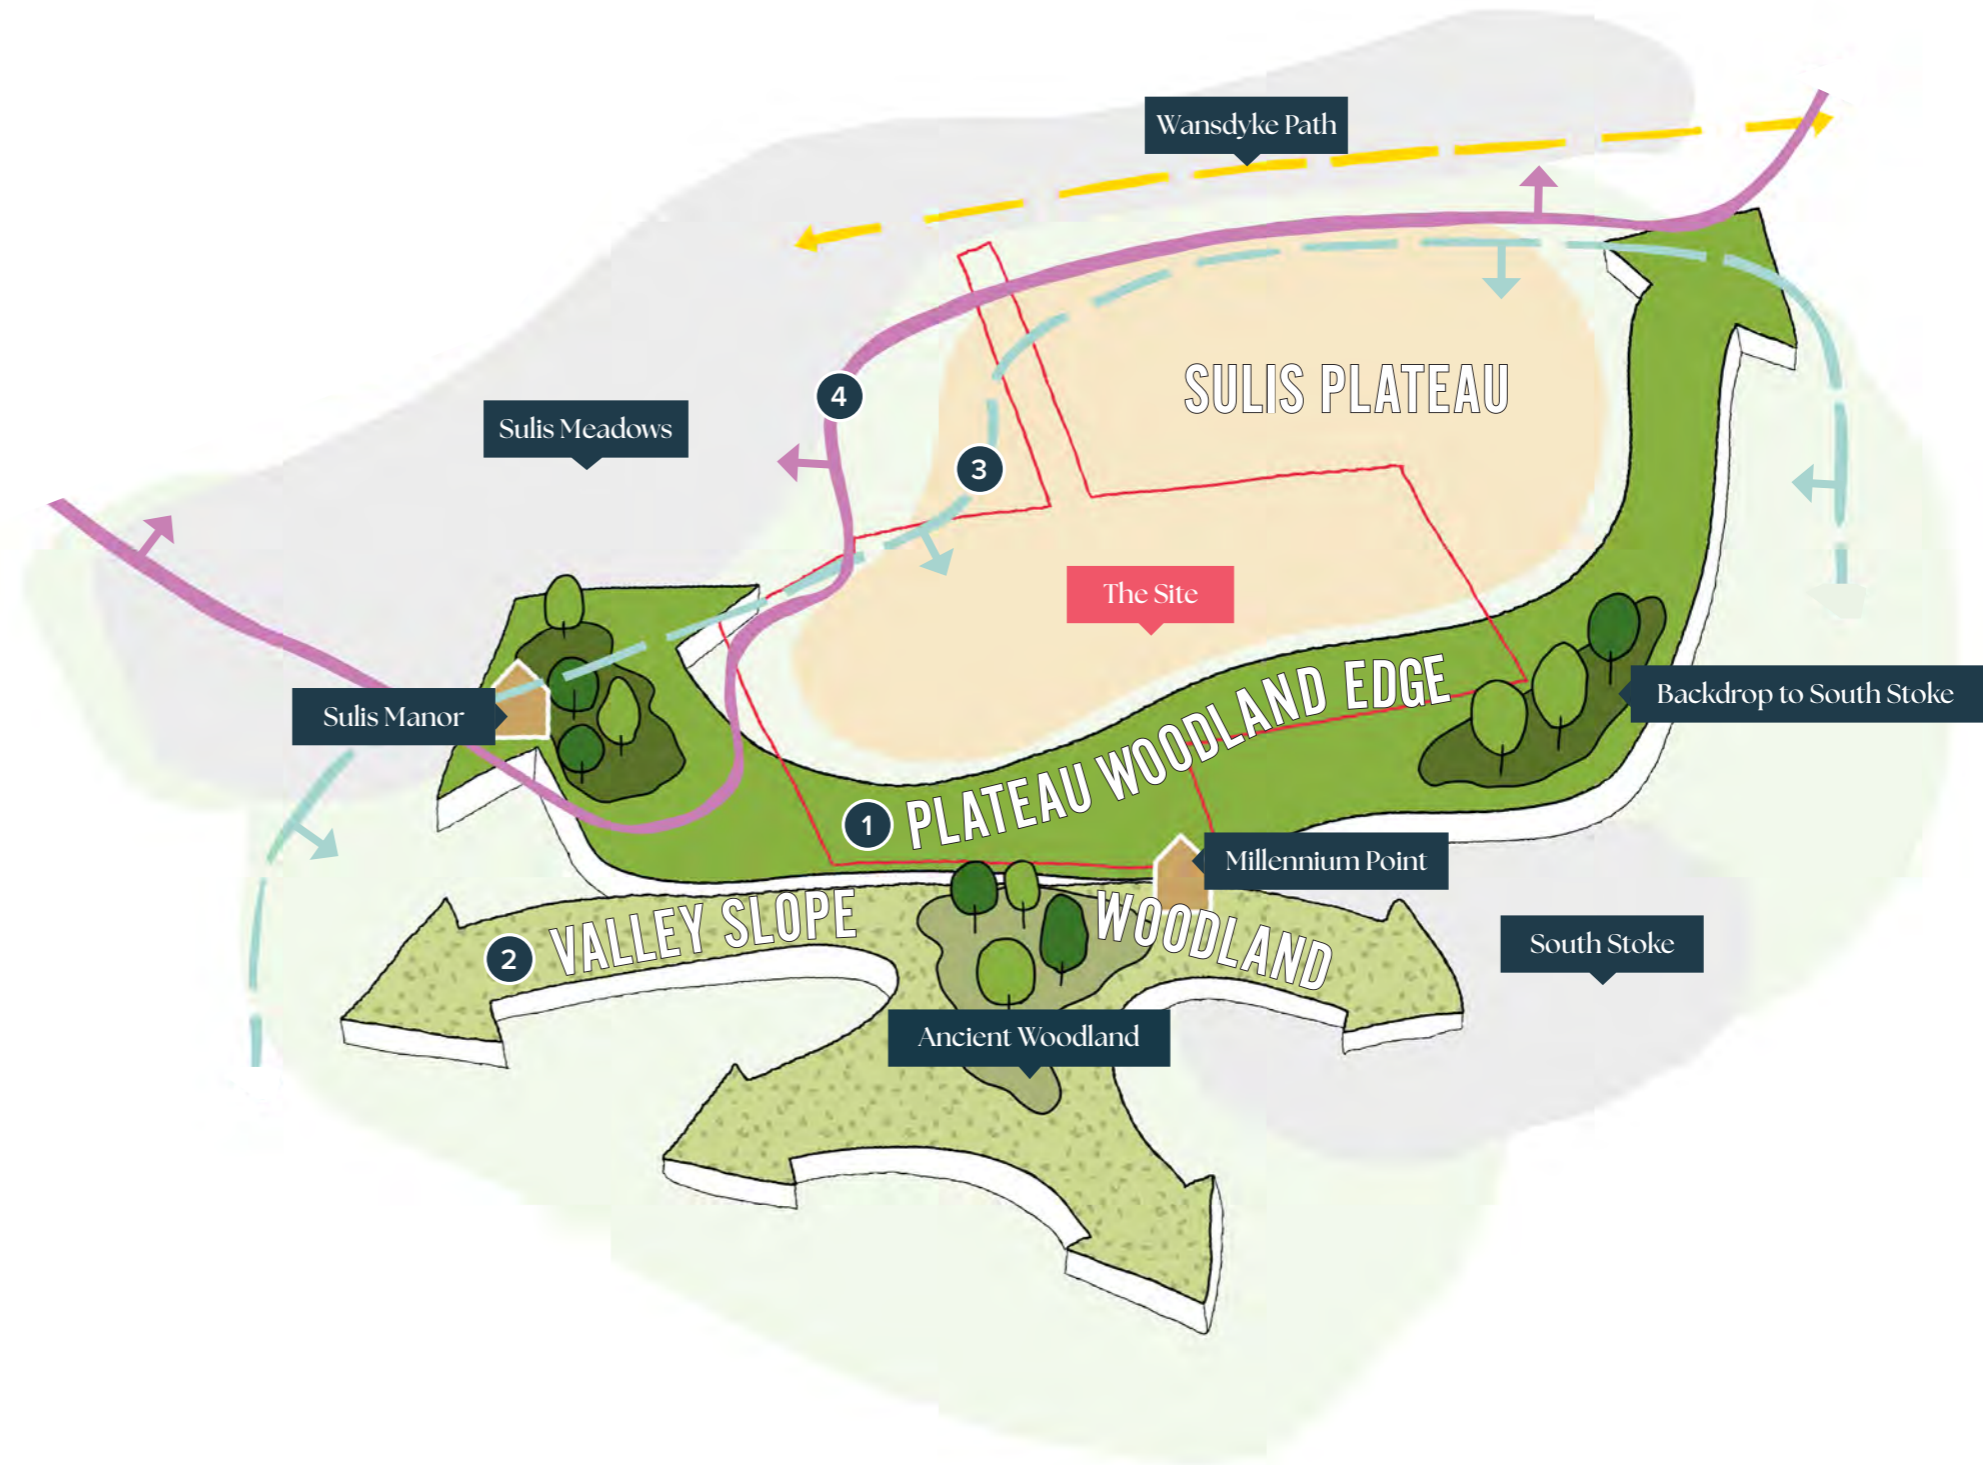 Wansdyke Path
SULIS PLATEAU
4
Sulis Meadows
3
The Site
Sulis Manor
Backdrop to South Stoke
1 PLATEAU WOODLAND EDGE
Millennium Point
2 VALLEY SLOPE WOODLAND
South Stoke
Ancient Woodland